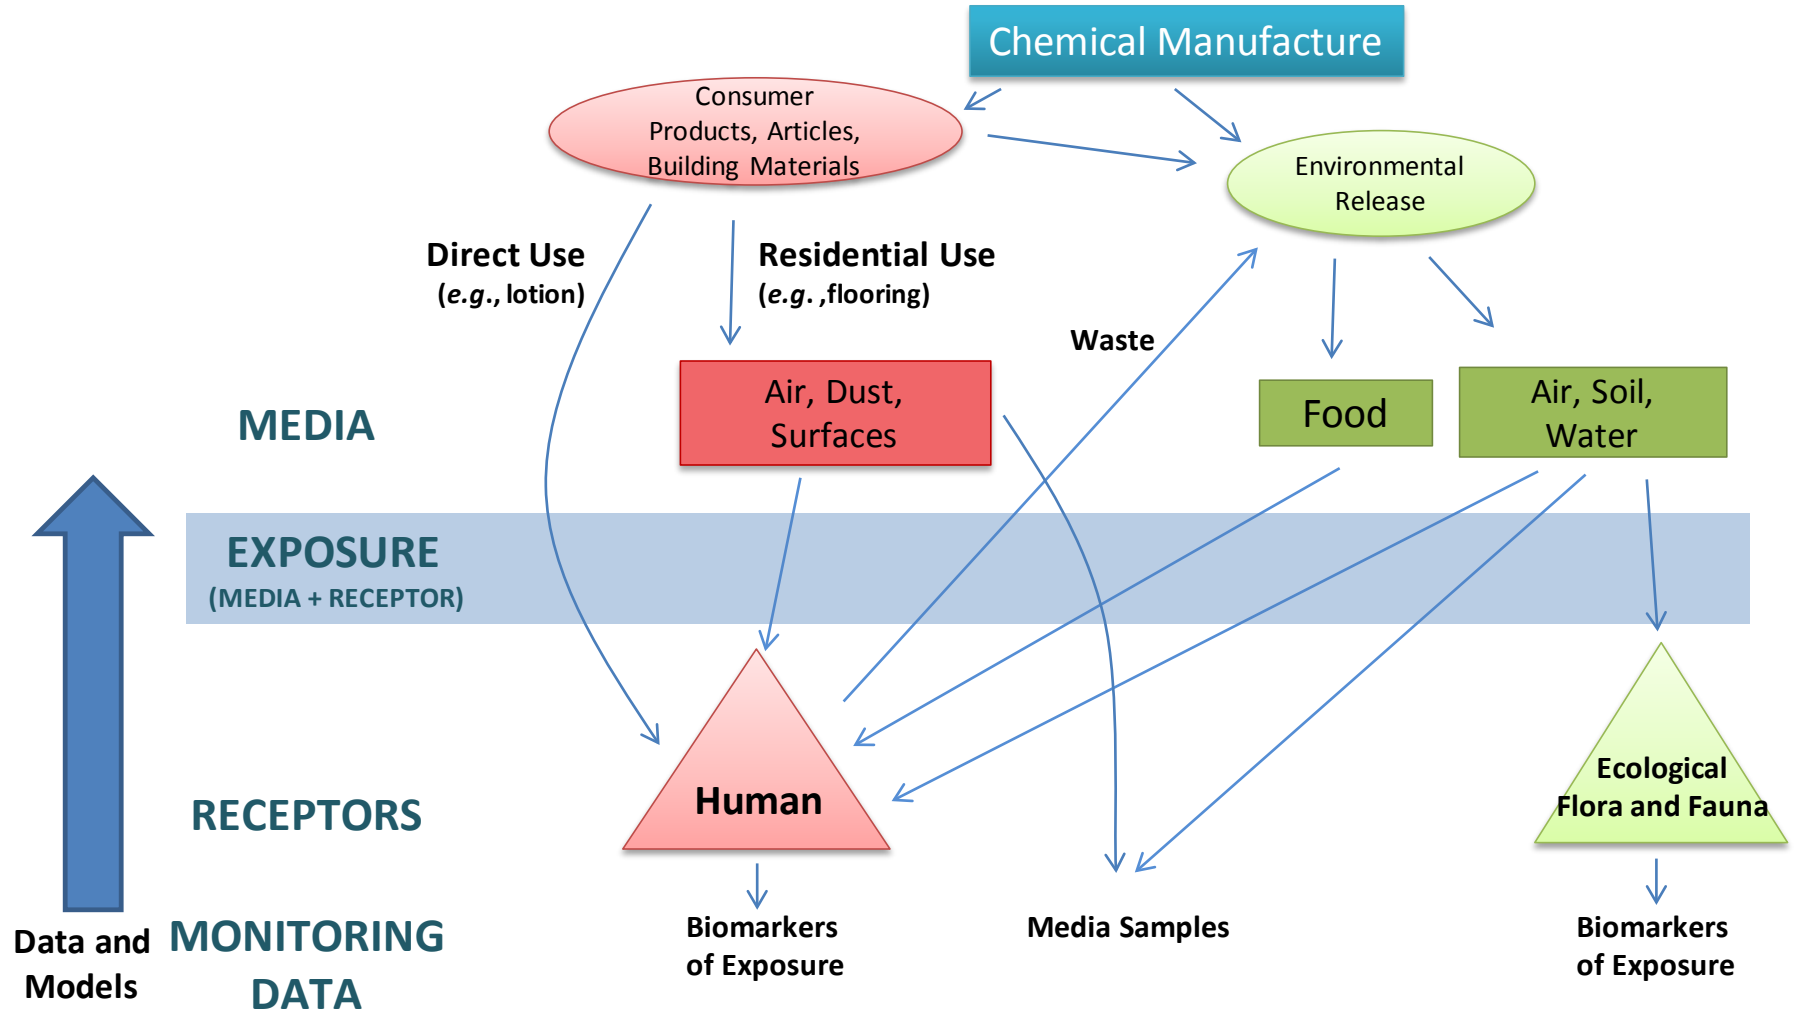 Chemical Manufacture
Consumer
Products, Articles,
Building Materials
Environmental
Release
Direct Use
(e.g., lotion)
Residential Use
(e.g. ,flooring)
Waste
MEDIA
Air, Dust,
Surfaces
Food
Air, Soil,
Water
EXPOSURE
(MEDIA + RECEPTOR)
RECEPTORS
Human
Ecological
Flora and Fauna
Data and
Models
MONITORING
DATA
Biomarkers
of Exposure
Media Samples
Biomarkers
of Exposure